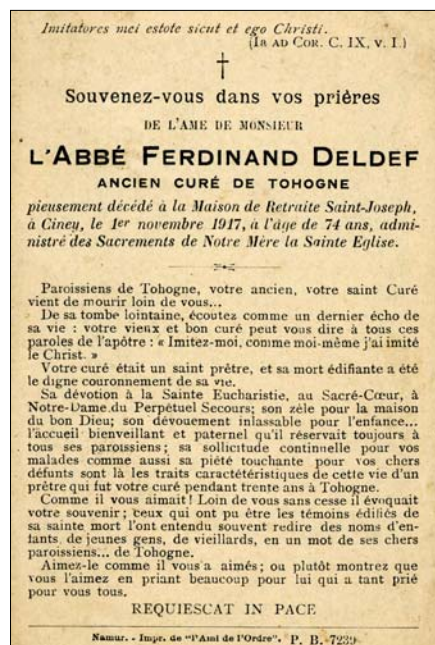 Imitatores mei estote sicut et ego Christi.
(Ia AD COR. C. IX, v. I.)
Souvenez-vous dans vos prières
DE L'AME DE MONSIEUR
L'ABBÉ FERDINAND DELDEF
ANCIEN CURÉ DE TOHOGNE
pieusement décédé à la Maison de Retraite Saint-Joseph,
à Ciney, le 1er novembre 1917, à l'âge de 74 ans, admi-
nistré des Sacrements de Notre Mère la Sainte Eglise.
Paroissiens de Tohogne, votre ancien, votre saint Curé
vient de mourir loin de vous...
De sa tombe lointaine, écoutez comme un dernier écho de
sa vie : votre vieux et bon curé peut vous dire à tous ces
paroles de l'apôtre : « Imitez-moi, comme moi-même j'ai imité
le Christ. »
Votre curé était un saint prêtre, et sa mort édifiante a été
le digne couronnement de sa vie.
Sa dévotion à la Sainte Eucharistie, au Sacré-Cœur, à
Notre-Dame du Perpétuel Secours; son zèle pour la maison
du bon Dieu; son dévouement inlassable pour l'enfance...
l'accueil bienveillant et paternel qu'il réservait toujours à
tous ses paroissiens; sa sollicitude continuelle pour vos
malades comme aussi sa piété touchante pour vos chers
défunts sont là les traits caractéristiques de cette vie d'un
prêtre qui fut votre curé pendant trente ans à Tohogne.
Comme il vous aimait! Loin de vous sans cesse il évoquait
votre souvenir; ceux qui ont pu être les témoins édifiés de
sa sainte mort l'ont entendu souvent redire des noms d'en-
fants, de jeunes gens, de vieillards, en un mot de ses chers
paroissiens... de Tohogne.
Aimez-le comme il vous a aimés; ou plutôt montrez que
vous l'aimez en priant beaucoup pour lui qui a tant prié
pour vous tous.
REQUIESCAT IN PACE
Namur. - Impr. de "l'Ami de l'Ordre". P. B. 7239